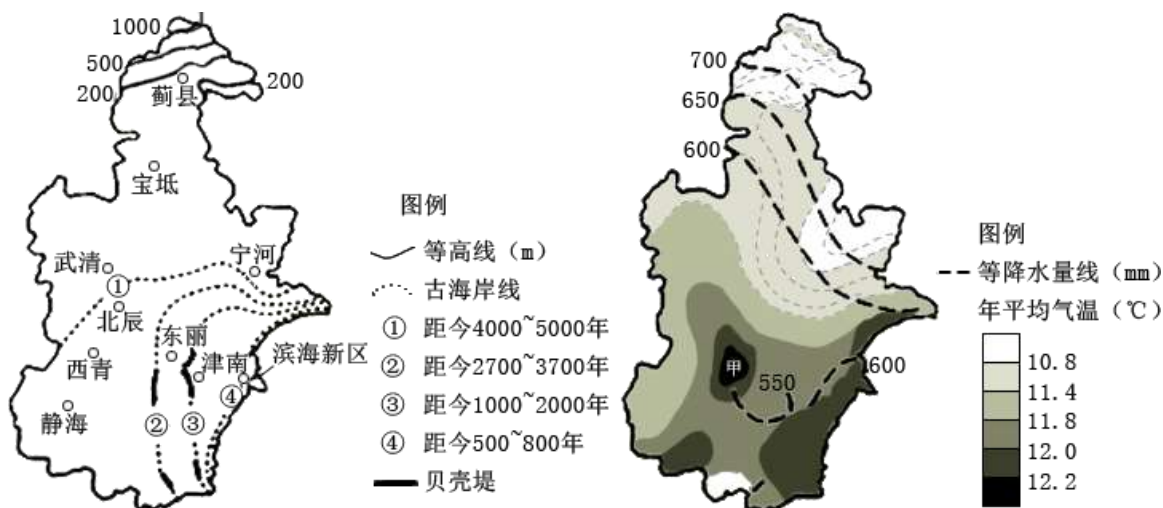 1000
500
200
200
蓟县
宝坻
武清
宁河
①
北辰
东丽
西青
津南
滨海新区
④
静海
②
③
图例
等高线（m）
古海岸线
① 距今4000~5000年
② 距今2700~3700年
③ 距今1000~2000年
④ 距今500~800年
贝壳堤
700
650
600
甲
550
600
图例
等降水量线（mm）
年平均气温（℃）
10.8
11.4
11.8
12.0
12.2